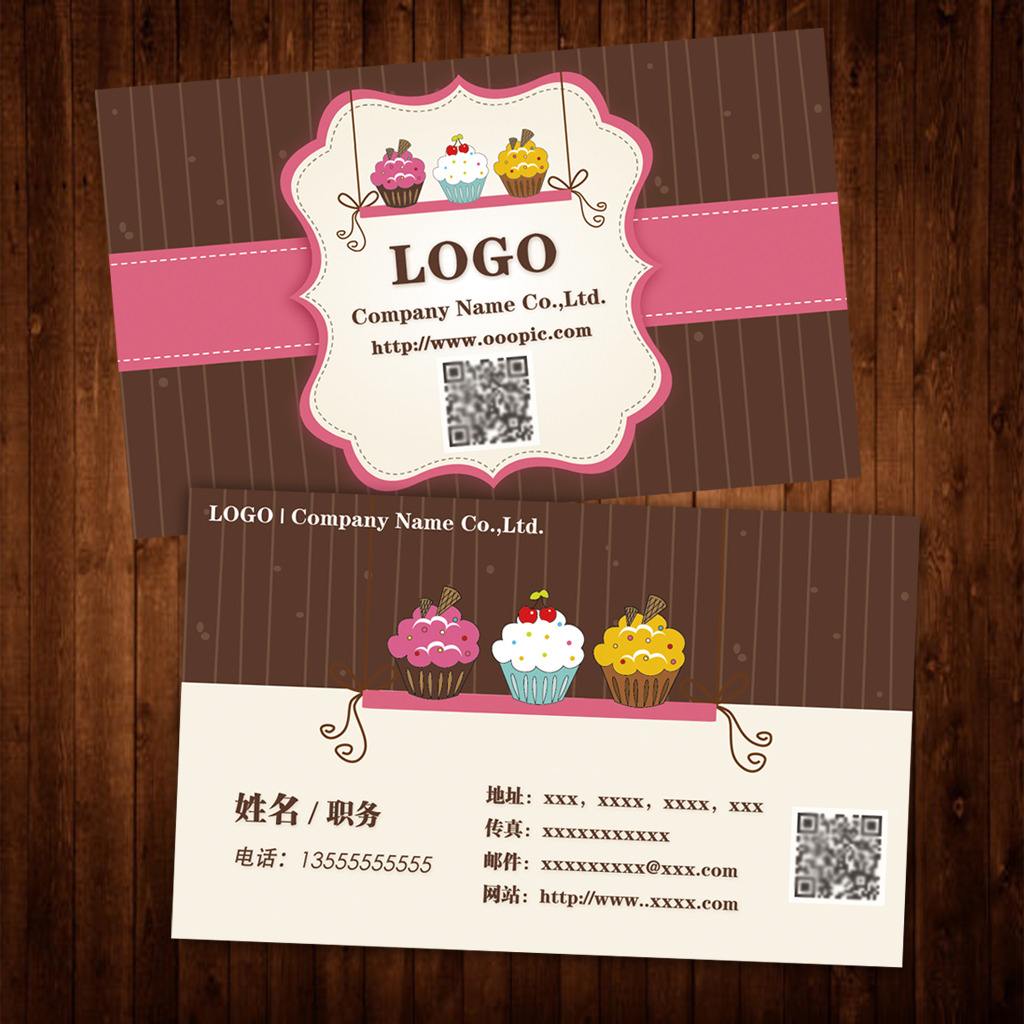 LOGO
Company Name Co.,Ltd.
http://www.ooopic.com
LOGO | Company Name Co.,Ltd.
姓名 / 职务
电话：13555555555
地址：xxx，xxxx，xxxx，xxx
传真：xxxxxxxxxxx
邮件：xxxxxxxxx@xxx.com
网站：http://www..xxxx.com